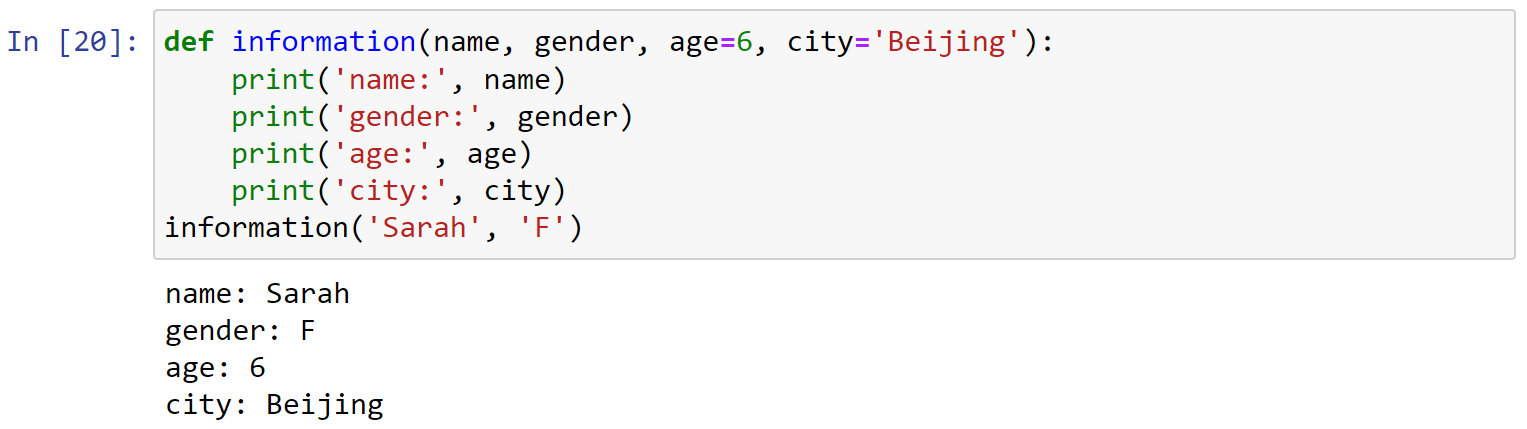 In [20]: def information(name, gender, age=6, city='Beijing'):
    print('name:', name)
    print('gender:', gender)
    print('age:', age)
    print('city:', city)
information('Sarah', 'F')
name: Sarah
gender: F
age: 6
city: Beijing